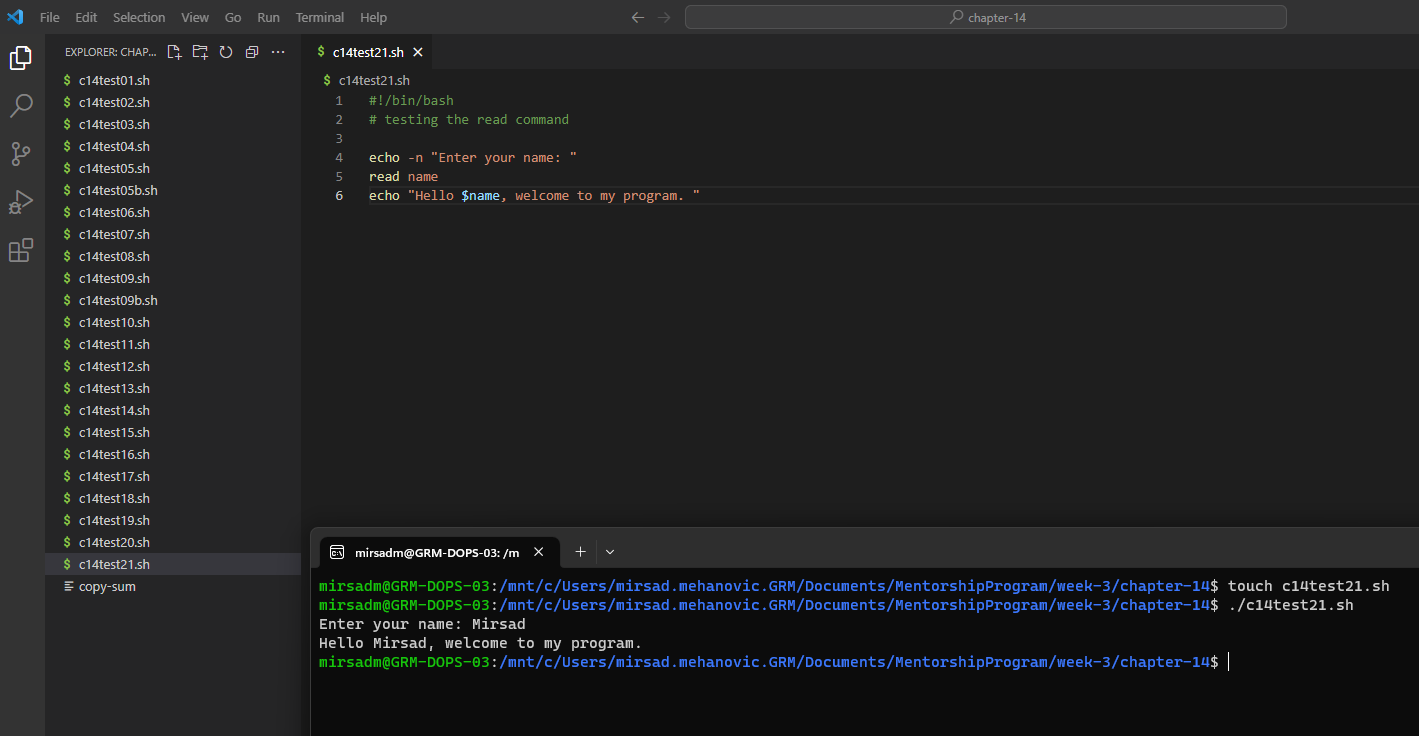 File Edit Selection View Go Run Terminal Help
chapter-14
EXPLORER: CHAP...
c14test01.sh
c14test02.sh
c14test03.sh
c14test04.sh
c14test05.sh
c14test05b.sh
c14test06.sh
c14test07.sh
c14test08.sh
c14test09.sh
c14test09b.sh
c14test10.sh
c14test11.sh
c14test12.sh
c14test13.sh
c14test14.sh
c14test15.sh
c14test16.sh
c14test17.sh
c14test18.sh
c14test19.sh
c14test20.sh
c14test21.sh
copy-sum
$ c14test21.sh
$ c14test21.sh
1 #!/bin/bash
2 # testing the read command
3
4 echo -n "Enter your name: "
5 read name
6 echo "Hello $name, welcome to my program. "
mirsadm@GRM-DOPS-03: /m
mirsadm@GRM-DOPS-03:/mnt/c/Users/mirsad.mehanovic.GRM/Documents/MentorshipProgram/week-3/chapter-14$ touch c14test21.sh
mirsadm@GRM-DOPS-03:/mnt/c/Users/mirsad.mehanovic.GRM/Documents/MentorshipProgram/week-3/chapter-14$ ./c14test21.sh
Enter your name: Mirsad
Hello Mirsad, welcome to my program.
mirsadm@GRM-DOPS-03:/mnt/c/Users/mirsad.mehanovic.GRM/Documents/MentorshipProgram/week-3/chapter-14$